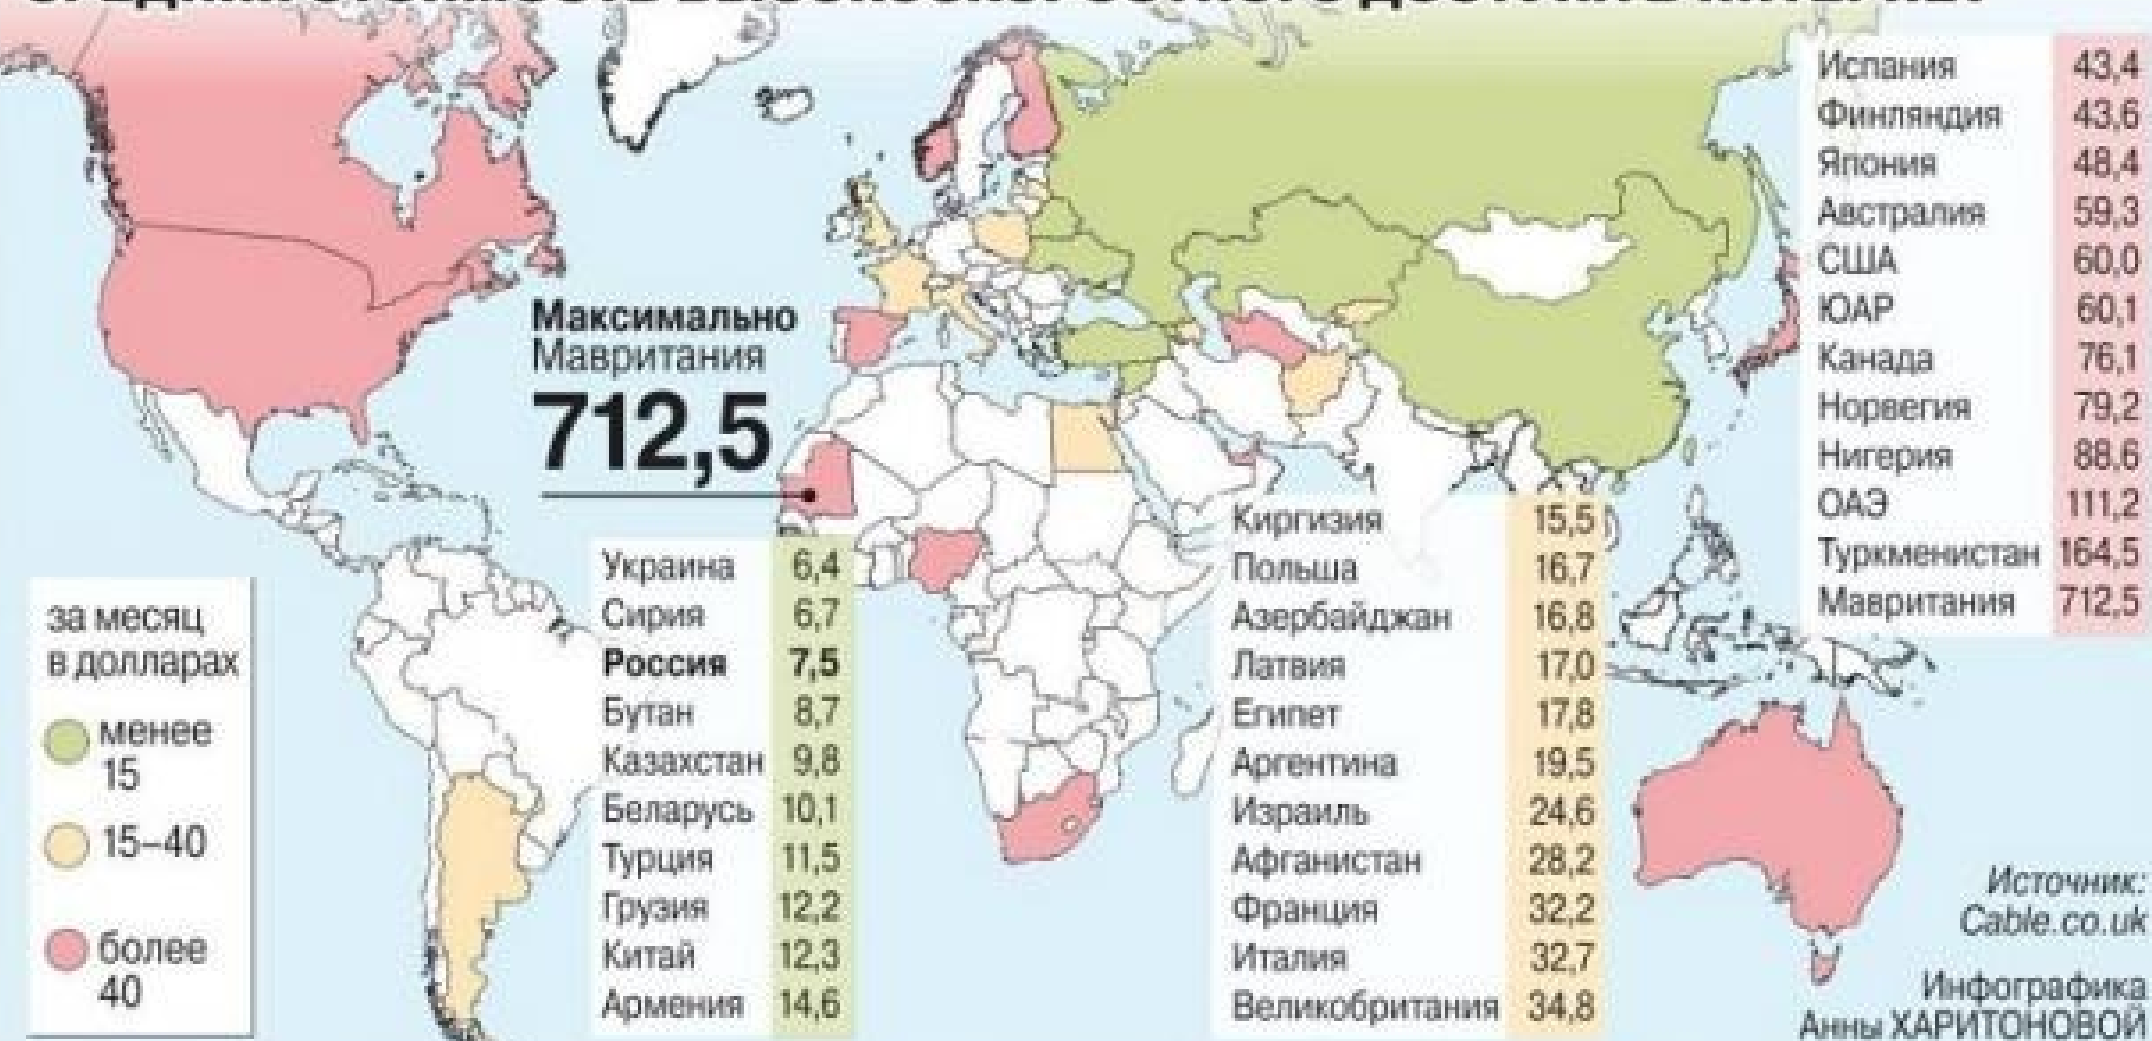 Максимально
Мавритания
712,5
за месяц
в долларах
менее
15
15–40
более
40
Украина 6,4
Сирия 6,7
Россия 7,5
Бутан 8,7
Казахстан 9,8
Беларусь 10,1
Турция 11,5
Грузия 12,2
Китай 12,3
Армения 14,6
Киргизия 15,5
Польша 16,7
Азербайджан 16,8
Латвия 17,0
Египет 17,8
Аргентина 19,5
Израиль 24,6
Афганистан 28,2
Франция 32,2
Италия 32,7
Великобритания 34,8
Испания 43,4
Финляндия 43,6
Япония 48,4
Австралия 59,3
США 60,0
ЮАР 60,1
Канада 76,1
Норвегия 79,2
Нигерия 88,6
ОАЭ 111,2
Туркменистан 164,5
Мавритания 712,5
Источник:
Cable.co.uk
Инфографика
Анны ХАРИТОНОВОЙ